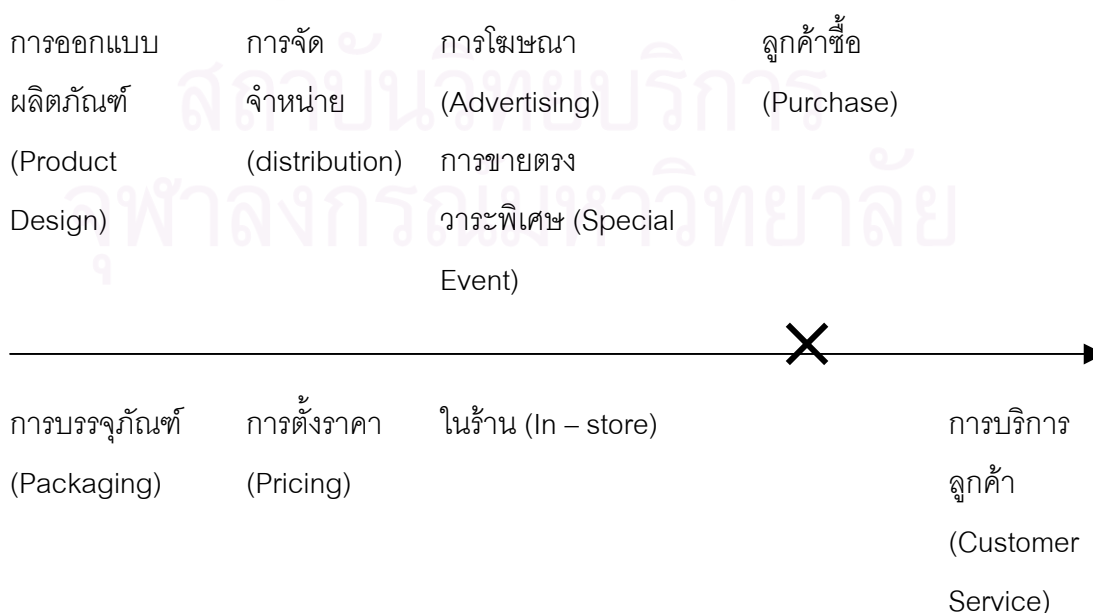 การออกแบบ
ผลิตภัณฑ์
(Product
Design)
การจัด
จำหน่าย
(distribution)
การโฆษณา
(Advertising)
การขายตรง
วาระพิเศษ (Special
Event)
ลูกค้าซื้อ
(Purchase)
การบรรจุภัณฑ์
(Packaging)
การตั้งราคา
(Pricing)
ในร้าน (In – store)
การบริการ
ลูกค้า
(Customer
Service)
สถาบันวิทยบริการ
จุฬาลงกรณ์มหาวิทยาลัย